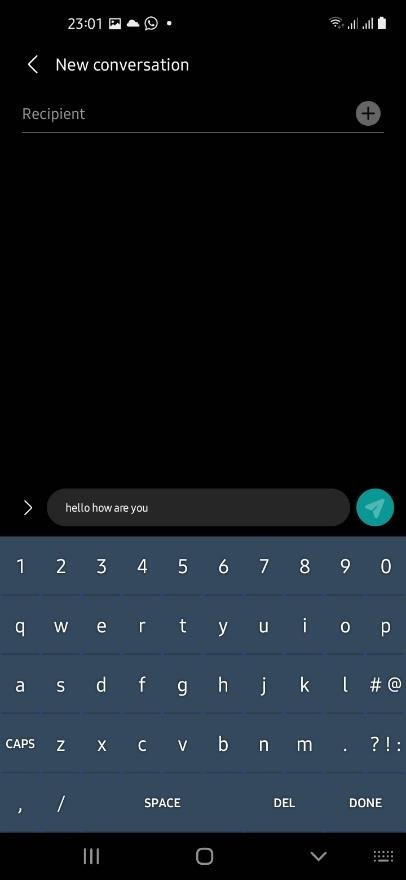 23:01
New conversation
Recipient
hello how are you
1 2 3 4 5 6 7 8 9 0
q w e r t y u i o p
a s d f g h j k l #@
CAPS z x c v b n m . ?!:
, / SPACE DEL DONE